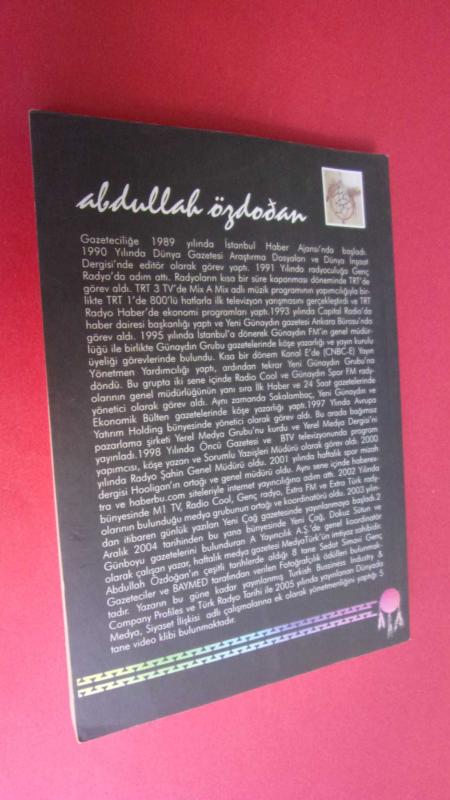 abdullah özdoðan
Gazeteciliğe 1989 yılında İstanbul Haber Ajansı'nda başladı.
1990 Yılında Dünya Gazetesi Araştırma Dosyaları ve Dünya İnşaat
Dergisi'nde editör olarak görev yaptı. 1991 Yılında radyoculuğa Genç
Radyo'da adım attı. Radyoların kısa bir süre kapanması döneminde TRT'de
görev aldı. TRT 3 TV'de Mix A Mix adlı müzik programının yapımcılığıyla bir-
likte TRT 1'de 800'lü hatlarla ilk televizyon yarışmasını gerçekleştirdi ve TRT
Radyo Haber'de ekonomi programları yaptı.1993 yılında Capital Radio'da
haber dairesi başkanlığı yaptı ve Yeni Günaydın gazetesi Ankara Bürosu'nda
görev aldı. 1995 yılında İstanbul'a dönerek Günaydın FM'in genel müdür-
lüğü ile birlikte Günaydın Grubu gazetelerinde köşe yazarlığı ve yayın kurulu
üyeliği görevlerinde bulundu. Kısa bir dönem Kanal E'de (CNBC-E) Yayın
Yönetmen Yardımcılığı yaptı, ardından tekrar Yeni Günaydın Grubu'na
döndü. Bu grupta iki sene içinde Radio Cool ve Günaydın Spor FM rady-
olarının genel müdürlüğünün yanı sıra İlk Haber ve 24 Saat gazetelerinde
yönetici olarak görev aldı. Aynı zamanda Sakalambaç, Yeni Günaydın ve
Ekonomik Bülten gazetelerinde köşe yazarlığı yaptı.1997 Yılında Avrupa
Yatırım Holding bünyesinde yönetici olarak görev aldı. Bu arada bağımsız
pazarlama şirketi Yerel Medya Grubu'nu kurdu ve Yerel Medya Dergisi'ni
yayınladı.1998 Yılında Öncü Gazetesi ve BTV televizyonunda program
yapımcısı, köşe yazarı ve Sorumlu Yazıişleri Müdürü olarak görev aldı. 2000
yılında Radyo Şahin Genel Müdürü oldu. 2001 yılında haftalık spor mizah
dergisi Hooligan'ın ortağı ve genel müdürü oldu. Aynı sene içinde haberex-
tra ve haberbu.com siteleriyle internet yayıncılığına adım attı. 2002 Yılında
bünyesinde M1 TV, Radio Cool, Genç radyo, Extra FM ve Extra Türk rady-
olarının bulunduğu medya grubunun ortağı ve koordinatörü oldu. 2003 yılın-
dan itibaren günlük yazıları Yeni Çağ gazetesinde yayınlanmaya başladı.2
Aralık 2004 tarihinden bu yana bünyesinde Yeni Çağ, Dokuz Sütun ve
Günboyu gazetelerini bulunduran A Yayıncılık A.Ş.'de genel koordinatör
olarak çalışan yazar, haftalık medya gazetesi MedyaTürk'ün imtiyaz sahibidir.
Abdullah Özdoğan'ın çeşitli tarihlerde aldığı 8 tane Sedat Simavi Genç
Gazeteciler ve BAYMED tarafından verilen Fotoğrafçılık ödülleri bulunmak-
tadır. Yazarın bu güne kadar yayınlanmış Turkish Bussiness Industry &
Company Profiles ve Türk Radyo Tarihi ile 2005 yılında yayınlanan Dünyada
Medya, Siyaset İlişkisi adlı çalışmalarına ek olarak yönetmenliğini yaptığı 5
tane video klibi bulunmaktadır.